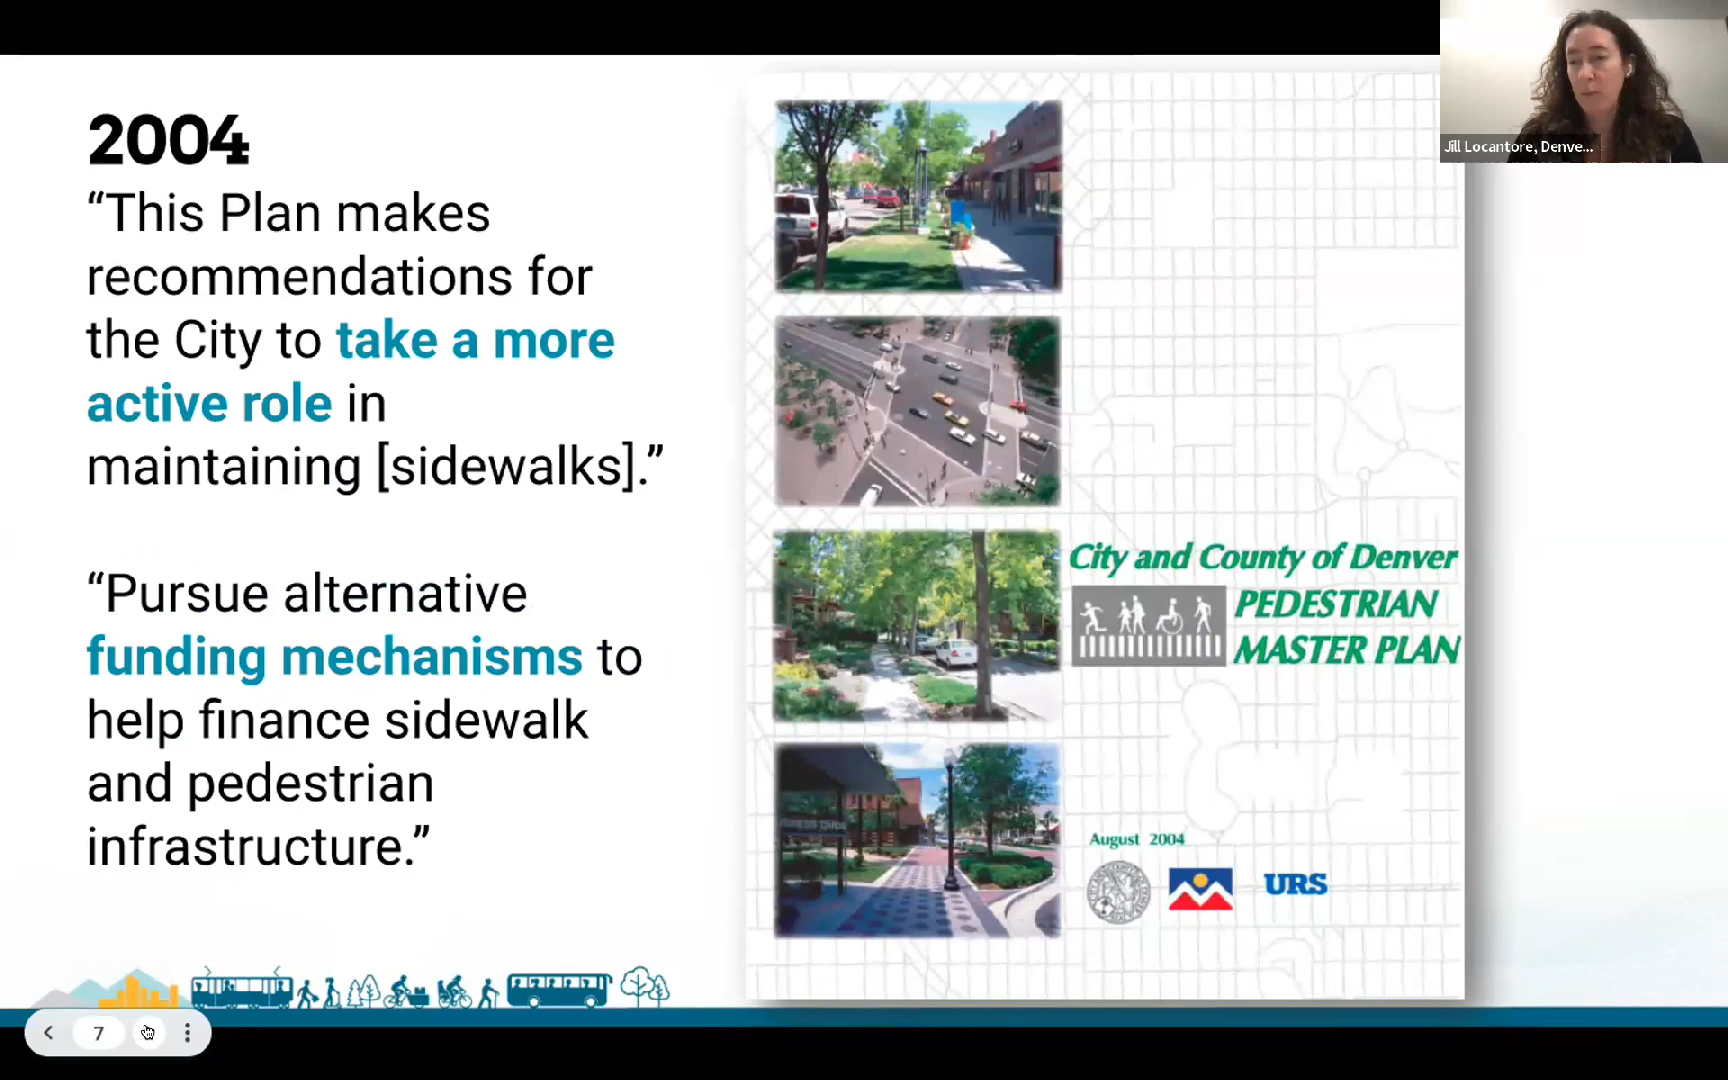 2004
“This Plan makes
recommendations for
the City to take a more
active role in
maintaining [sidewalks].”
“Pursue alternative
funding mechanisms to
help finance sidewalk
and pedestrian
infrastructure.”
City and County of Denver
PEDESTRIAN
MASTER PLAN
August 2004
URS
Jill Locantore, Denve...
7